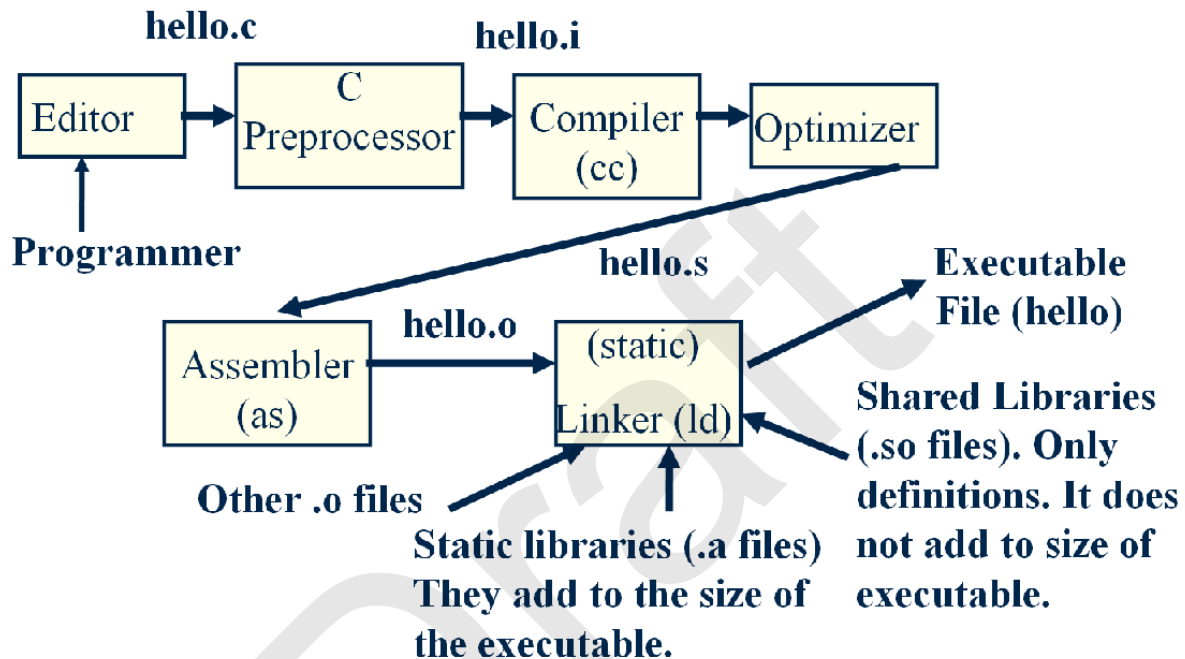 hello.c
hello.i
Editor
C
Preprocessor
Compiler
(cc)
Optimizer
Programmer
hello.s
Executable
File (hello)
hello.o
Assembler
(as)
(static)
Linker (ld)
Shared Libraries
(.so files). Only
definitions. It does
not add to size of
executable.
Other .o files
Static libraries (.a files)
They add to the size of
the executable.
Draft